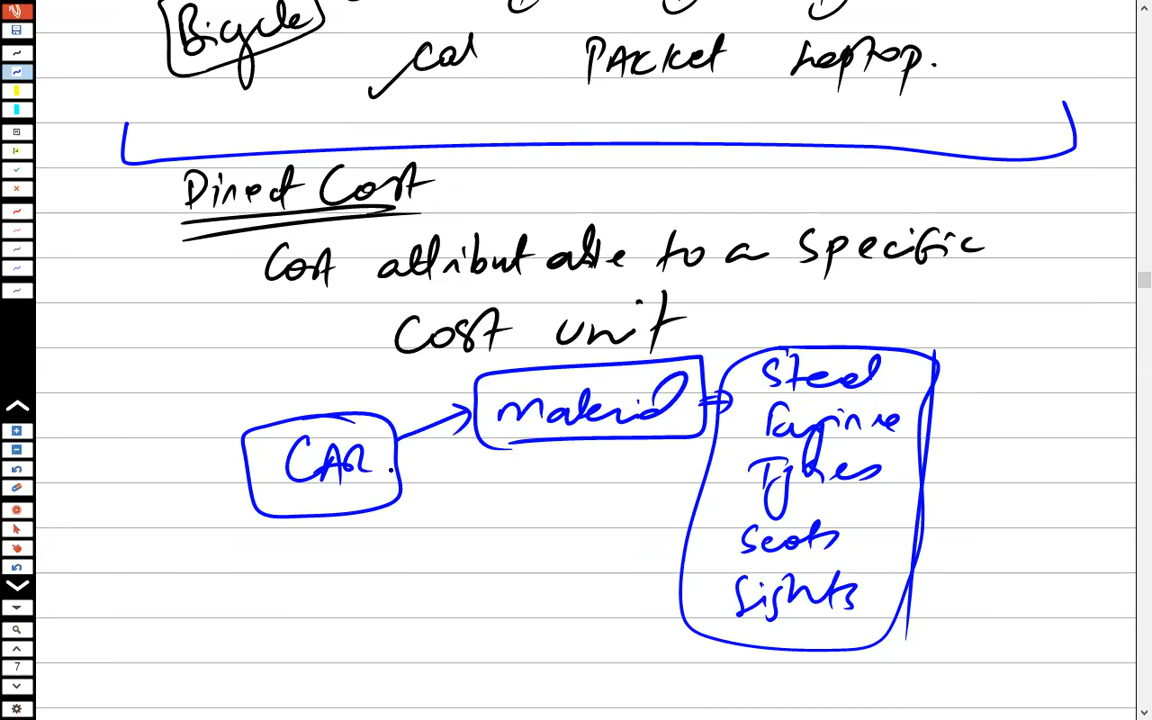 Bicycle
Car PACKet Laptop.
Direct Cost
Cost attributable to a specific
Cost unit
Steel
Material
Engine
CAR.
Tyres
Seats
Lights
7